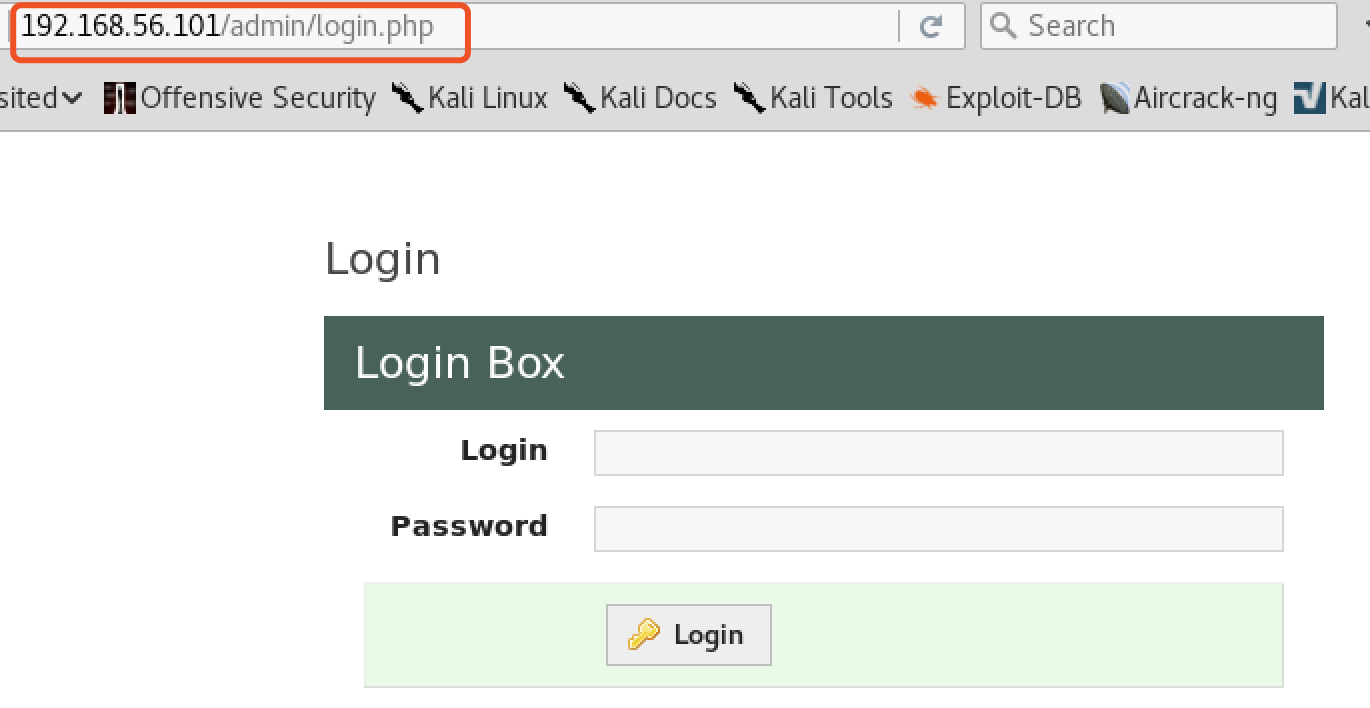 192.168.56.101/admin/login.php Search
sited Offensive Security Kali Linux Kali Docs Kali Tools Exploit-DB Aircrack-ng Kal
Login
Login Box
Login
Password
Login